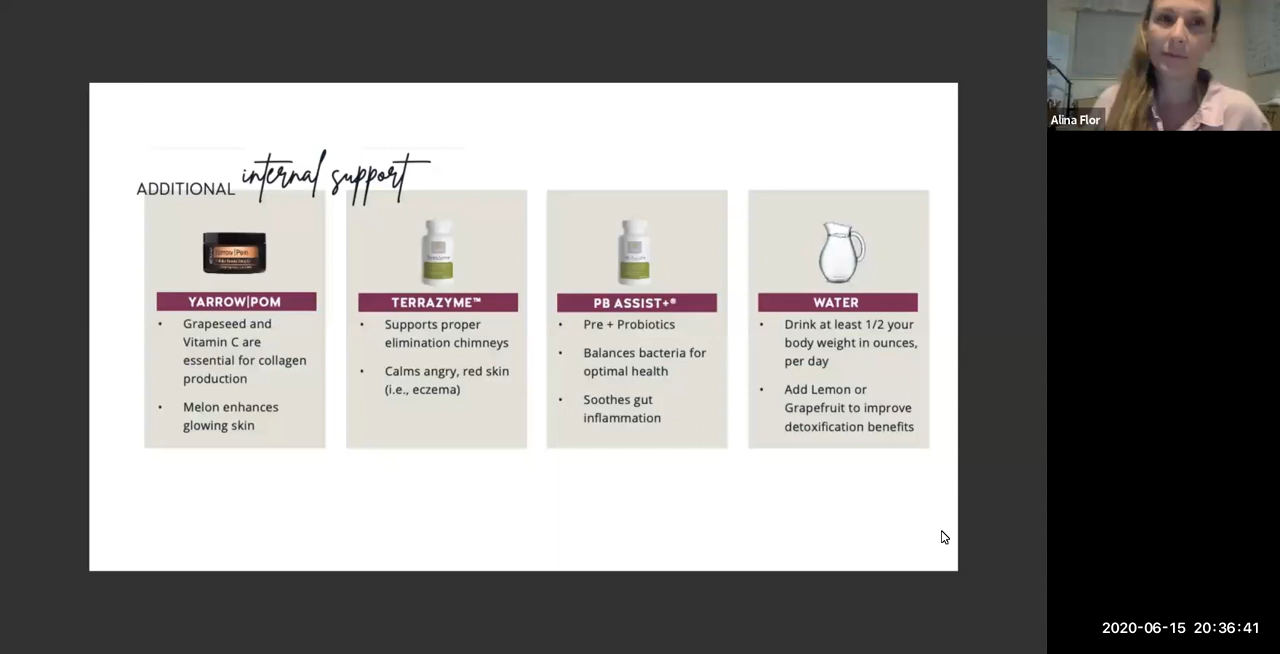 Alina Flor
ADDITIONAL internal support
YARROW|POM
• Grapeseed and
Vitamin C are
essential for collagen
production
• Melon enhances
glowing skin
TERRAZYME™
• Supports proper
elimination chimneys
• Calms angry, red skin
(i.e., eczema)
PB ASSIST+®
• Pre + Probiotics
• Balances bacteria for
optimal health
• Soothes gut
inflammation
WATER
• Drink at least 1/2 your
body weight in ounces,
per day
• Add Lemon or
Grapefruit to improve
detoxification benefits
2020-06-15 20:36:41